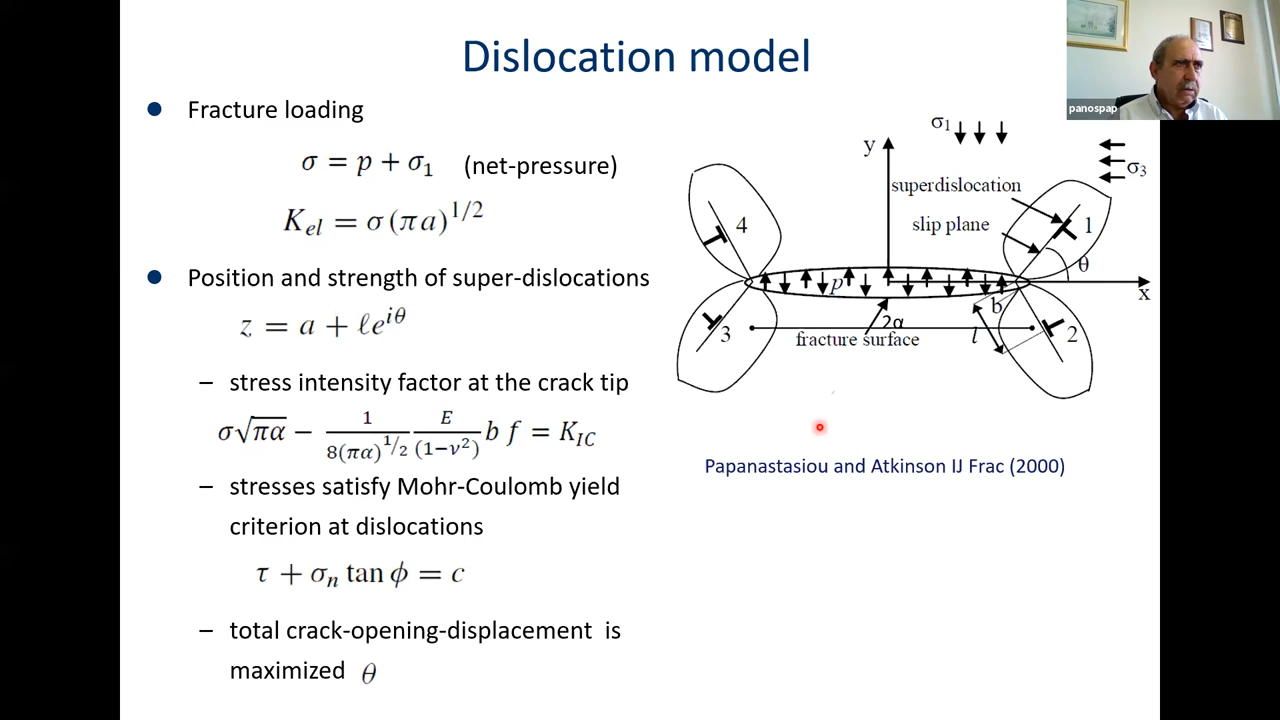 Dislocation model
panospap
Fracture loading
σ = p + σ₁ (net-pressure)
K_el = σ (πa)^{1/2}
Position and strength of super-dislocations
z = a + ℓe^{iθ}
– stress intensity factor at the crack tip
σ√πα − 1/8(πα)^{1/2} E/(1−ν²) b f = K_IC
– stresses satisfy Mohr-Coulomb yield
criterion at dislocations
τ + σₙ tan ϕ = c
– total crack-opening-displacement is
maximized θ
σ₁
y
σ₃
superdislocation
slip plane
4
1
θ
p
x
b
2α
3
l
2
fracture surface
Papanastasiou and Atkinson IJ Frac (2000)